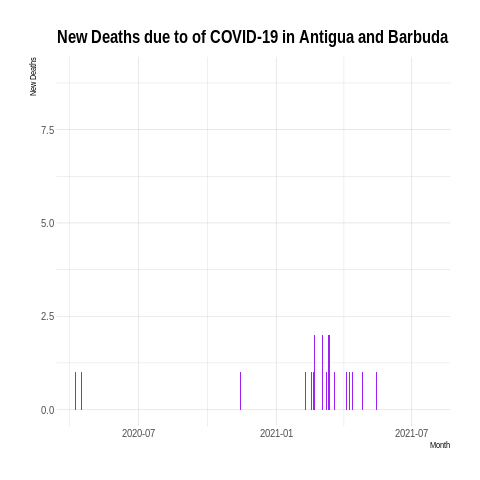 New Deaths due to of COVID-19 in Antigua and Barbuda
New Deaths
7.5
5.0
2.5
0.0
2020-07
2021-01
2021-07
Month